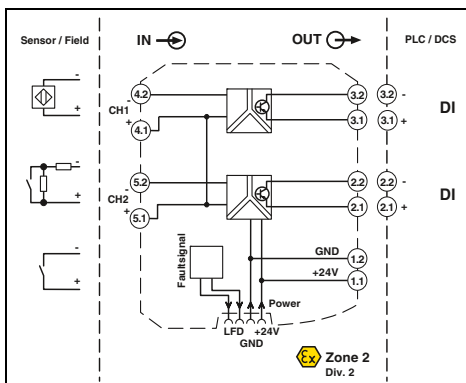 Sensor / Field
IN
OUT
PLC / DCS
-
+
4.2
-
CH1
+
4.1
3.2
3.1
3.2 -
3.1 +
DI
-
+
5.2
-
CH2
+
5.1
2.2
2.1
2.2 -
2.1 +
DI
-
+
Faultsignal
GND
1.2
+24V
1.1
Power
LFD +24V
GND
Ex Zone 2
Div. 2